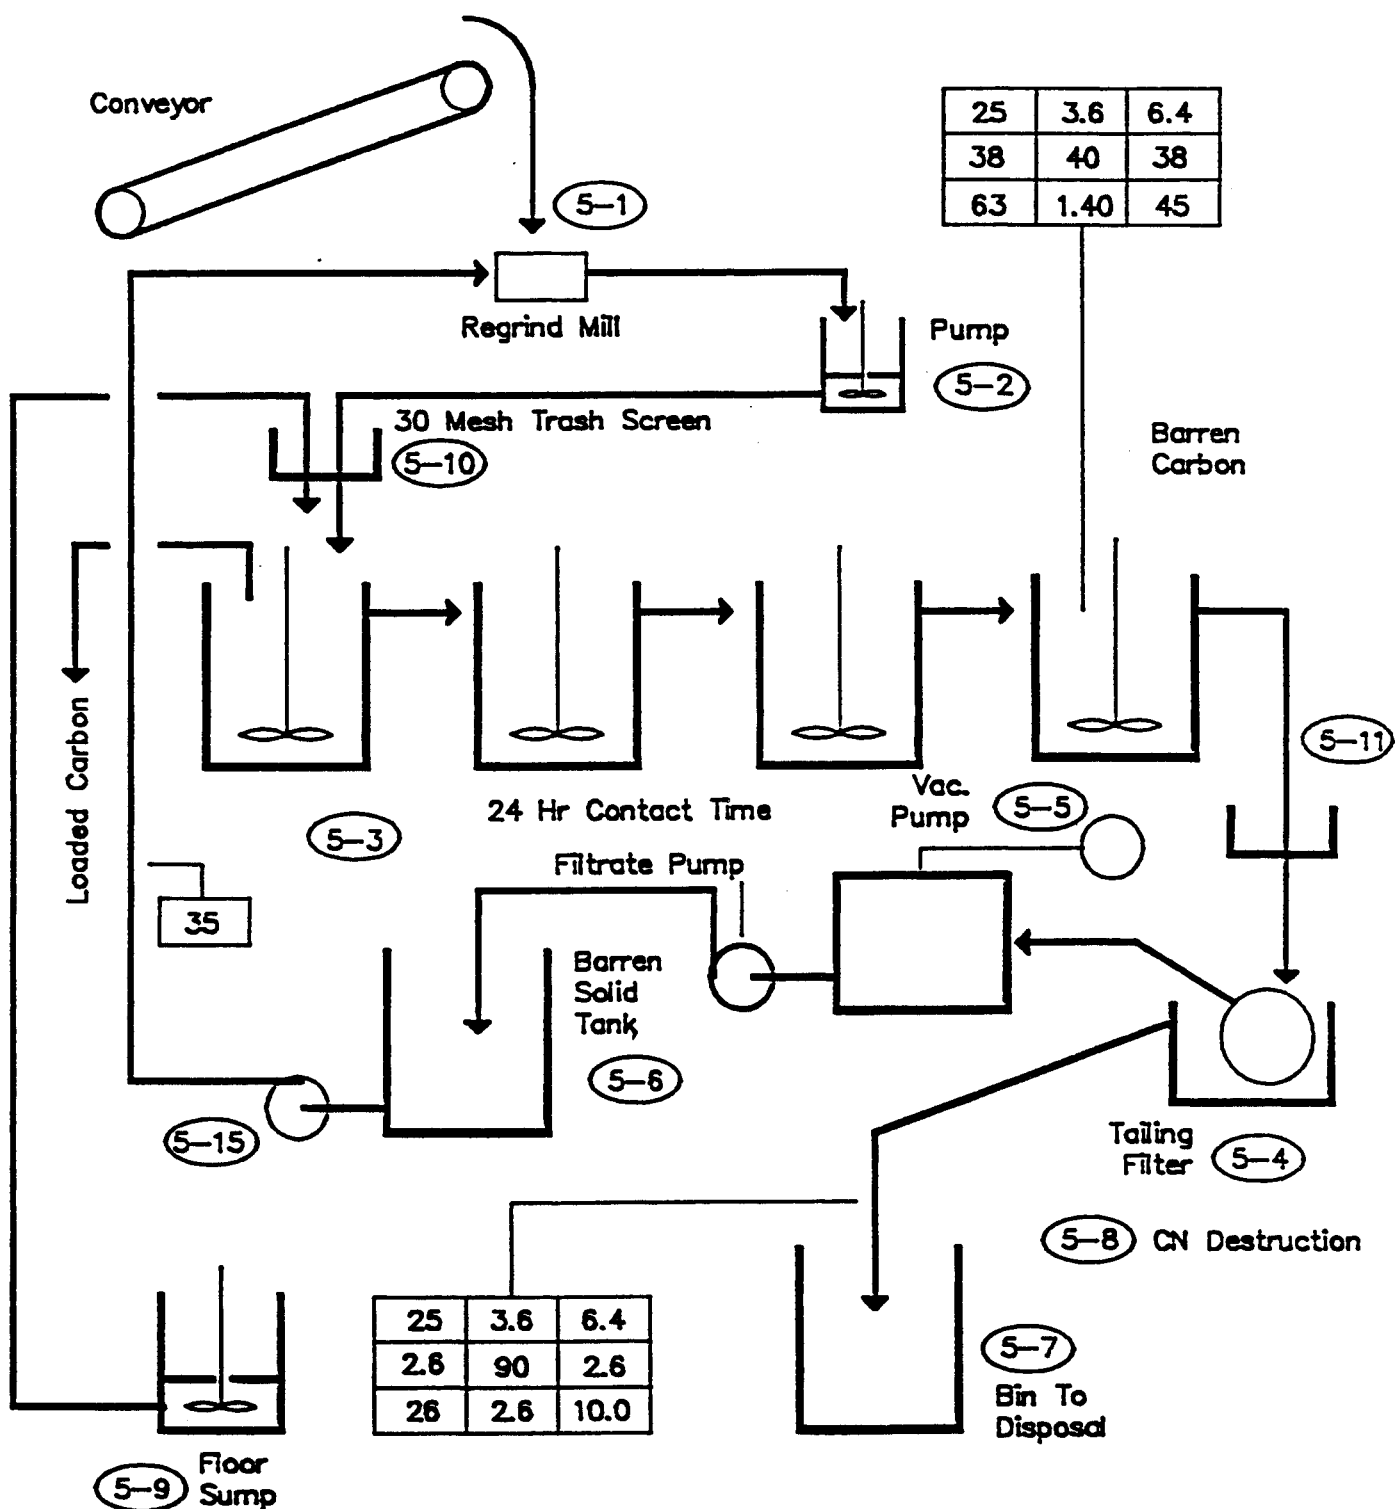 Conveyor
25 3.6 6.4
38 40 38
63 1.40 45
5-1
Regrind Mill
Pump
5-2
30 Mesh Trash Screen
5-10
Barren
Carbon
Loaded Carbon
5-11
24 Hr Contact Time
5-3
Vac.
Pump
5-5
Filtrate Pump
35
Barren
Solid
Tank
5-6
5-15
Tailing
Filter
5-4
5-8 CN Destruction
25 3.6 6.4
2.6 90 2.6
26 2.6 10.0
5-7
Bin To
Disposal
5-9
Floor
Sump